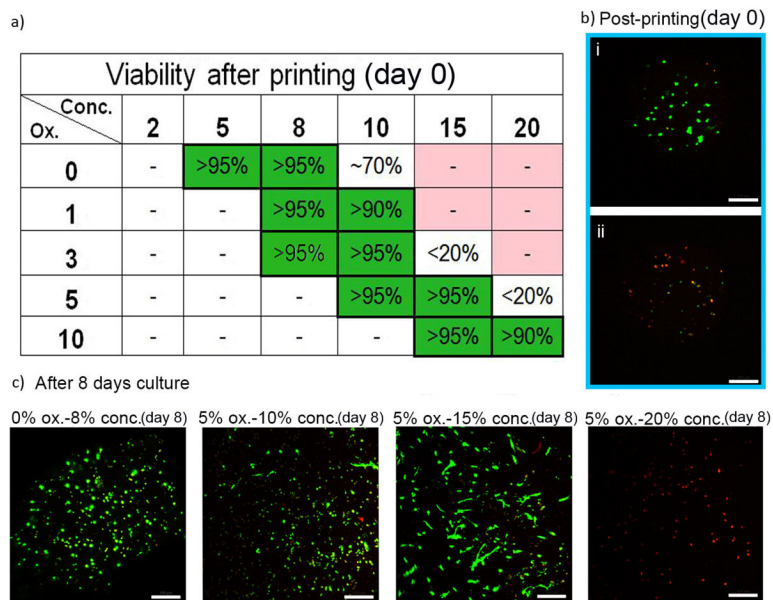 a)
Viability after printing (day 0)
Conc. 2 5 8 10 15 20
Ox.
0 - >95% >95% ~70% - -
1 - - >95% >90% - -
3 - - >95% >95% <20% -
5 - - - >95% >95% <20%
10 - - - - >95% >90%
b) Post-printing(day 0)
i
ii
c) After 8 days culture
0% ox.-8% conc.(day 8) 5% ox.-10% conc.(day 8) 5% ox.-15% conc.(day 8) 5% ox.-20% conc.(day 8)